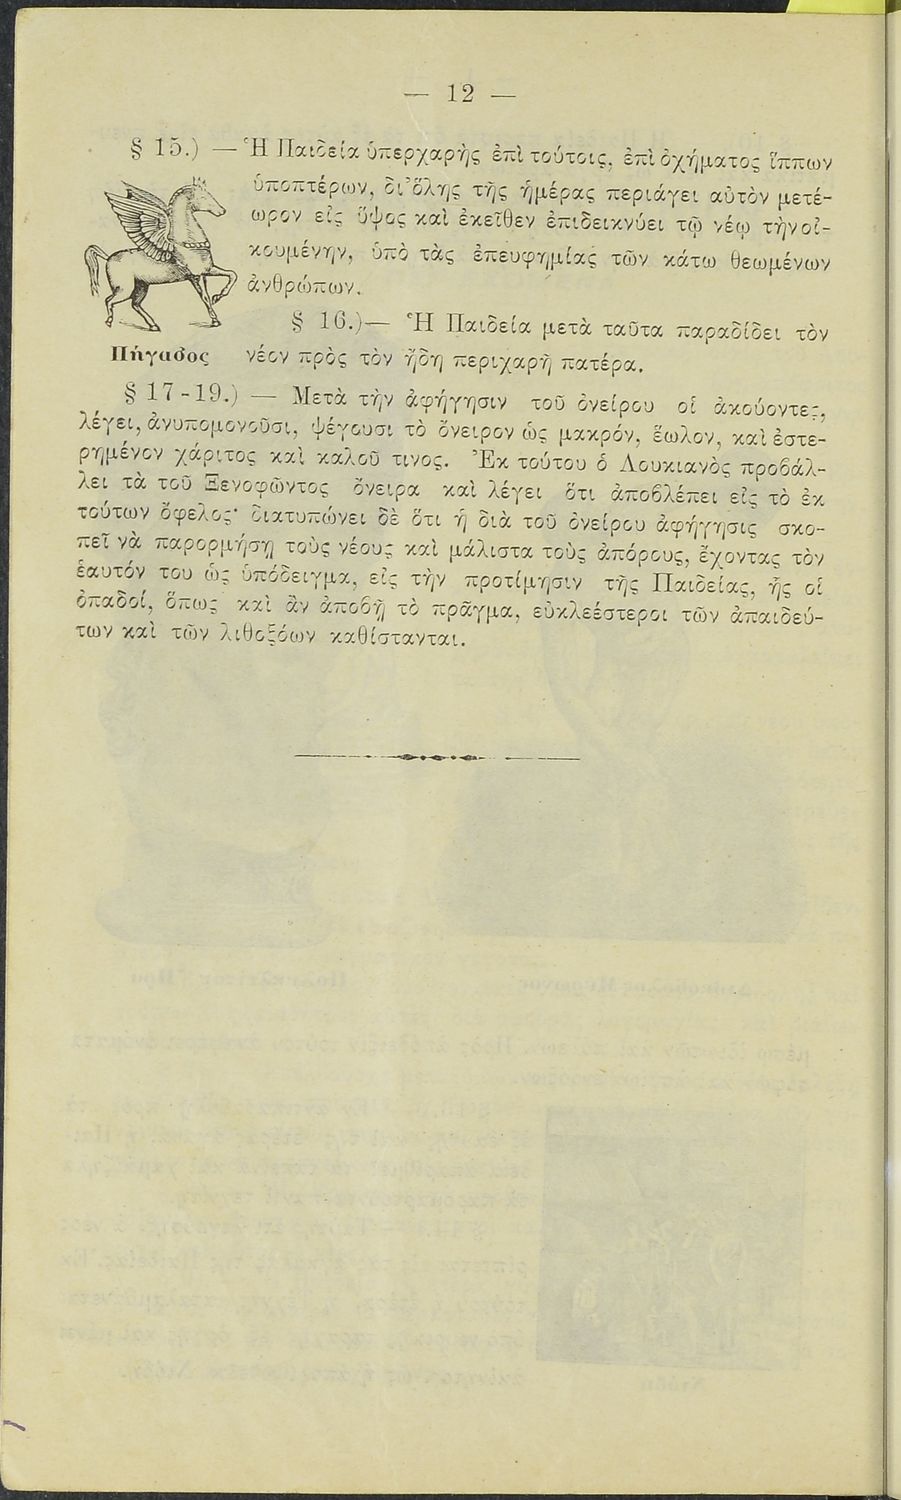 — 12 —
§ 15.) — Ἡ Παιδεία ὑπερχαρὴς ἐπὶ τούτοις, ἐπὶ ὀχήματος ἵππων
ὑποπτέρων, δι᾿ ὅλης τῆς ἡμέρας περιάγει αὐτὸν μετέ-
ωρον εἰς ὕψος καὶ ἐκεῖθεν ἐπιδεικνύει τῷ νέῳ τὴν οἰ-
κουμένην, ὑπὸ τὰς ἐπευφημίας τῶν κάτω θεωμένων
ἀνθρώπων.
§ 16.)— Ἡ Παιδεία μετὰ ταῦτα παραδίδει τὸν
νέον πρὸς τὸν ἤδη περιχαρῆ πατέρα.
Πήγασος
§ 17-19.) — Μετὰ τὴν ἀφήγησιν τοῦ ὀνείρου οἱ ἀκούοντες,
λέγει, ἀνυπομονοῦσι, ψέγουσι τὸ ὄνειρον ὡς μακρόν, ἕωλον, καὶ ἐστε-
ρημένον χάριτος καὶ καλοῦ τινος. Ἐκ τούτου ὁ Λουκιανὸς προβάλ-
λει τὰ τοῦ Ξενοφῶντος ὄνειρα καὶ λέγει ὅτι ἀποβλέπει εἰς τὸ ἐκ
τούτων ὄφελος· διατυπώνει δὲ ὅτι ἡ διὰ τοῦ ὀνείρου ἀφήγησις σκο-
πεῖ νὰ παρορμήσῃ τοὺς νέους καὶ μάλιστα τοὺς ἀπόρους, ἔχοντας τὸν
ἑαυτόν του ὡς ὑπόδειγμα, εἰς τὴν προτίμησιν τῆς Παιδείας, ἧς οἱ
ὀπαδοί, ὅπως καὶ ἂν ἀποβῇ τὸ πρᾶγμα, εὐκλεέστεροι τῶν ἀπαιδεύ-
των καὶ τῶν λιθοξόων καθίστανται.